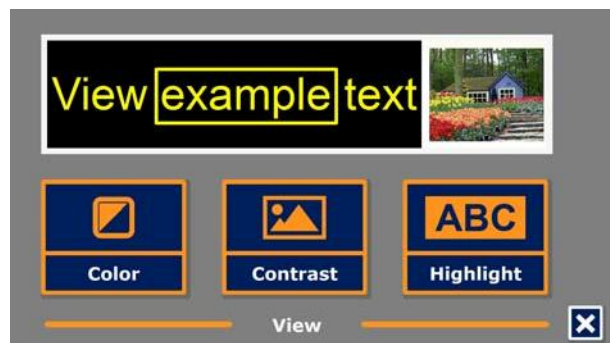 View example text
ABC
Color Contrast Highlight
View